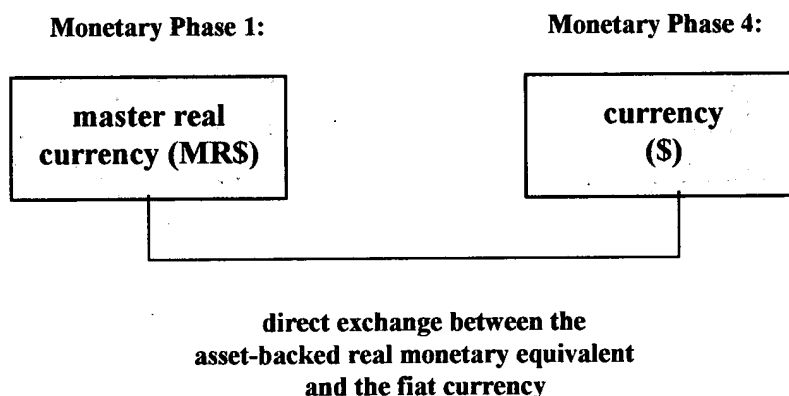 Monetary Phase 1:
Monetary Phase 4:
master real
currency (MR$)
currency
($)
direct exchange between the
asset-backed real monetary equivalent
and the fiat currency